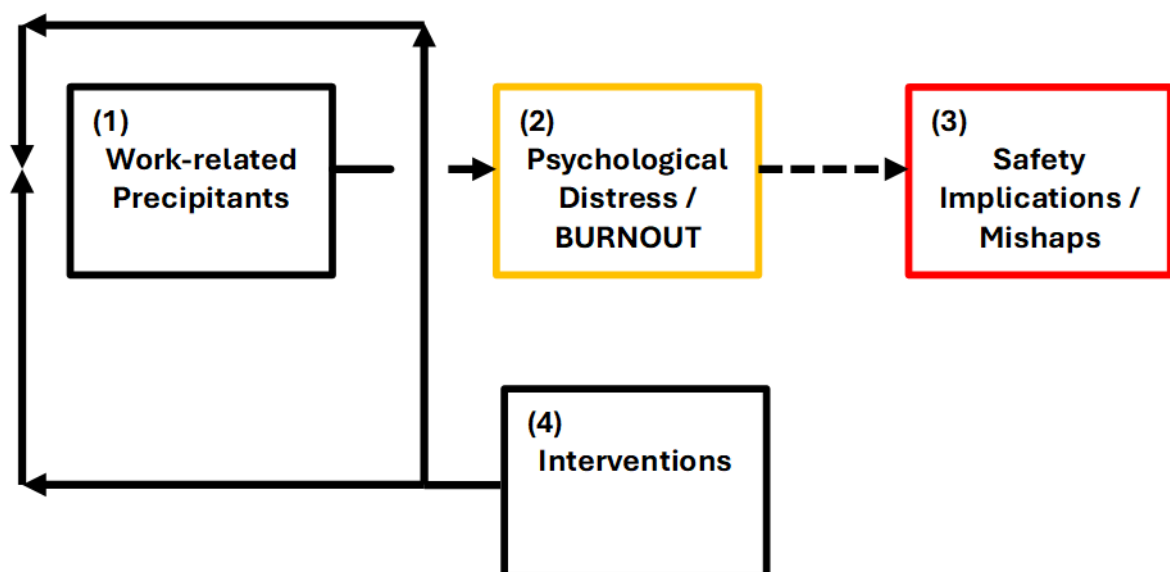 (1)
Work-related
Precipitants
(2)
Psychological
Distress /
BURNOUT
(3)
Safety
Implications /
Mishaps
(4)
Interventions